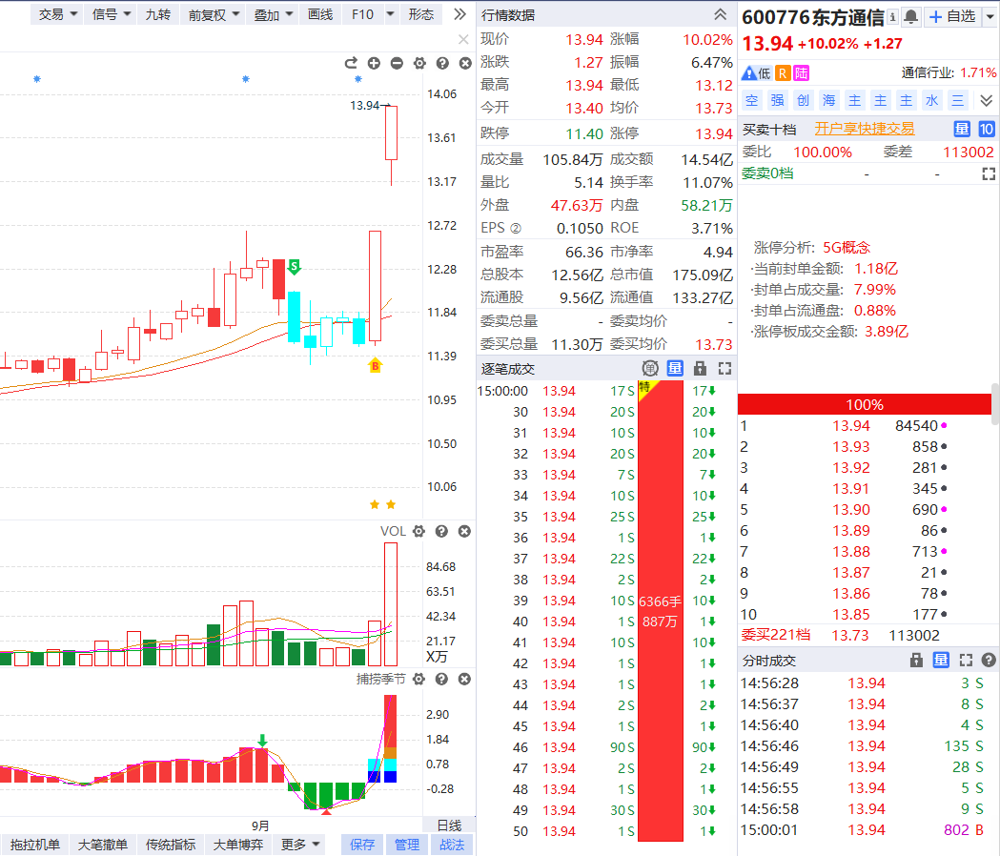 交易 信号 九转 前复权 叠加 画线 F10 形态
13.94
14.06
13.61
13.17
12.72
S
12.28
11.84
11.39
B
10.95
10.50
10.06
VOL
84.68
63.51
42.34
21.17
X万
捕捞季节
2.90
1.84
0.78
-0.28
9月 日线
拖拉机单 大笔撤单 传统指标 大单博弈 更多 保存 管理 战法
行情数据
现价 13.94 涨幅 10.02%
涨跌 1.27 振幅 6.47%
最高 13.94 最低 13.12
今开 13.40 均价 13.73
跌停 11.40 涨停 13.94
成交量 105.84万 成交额 14.54亿
量比 5.14 换手率 11.07%
外盘 47.63万 内盘 58.21万
EPS ② 0.1050 ROE 3.71%
市盈率 66.36 市净率 4.94
总股本 12.56亿 总市值 175.09亿
流通股 9.56亿 流通值 133.27亿
委卖总量 - 委卖均价 -
委买总量 11.30万 委买均价 13.73
逐笔成交 单 量
15:00:00 13.94 17 S 特 17
30 13.94 20 S 20
31 13.94 10 S 10
32 13.94 20 S 20
33 13.94 7 S 7
34 13.94 10 S 10
35 13.94 25 S 25
36 13.94 1 S 1
37 13.94 22 S 22
38 13.94 2 S 2
39 13.94 10 S 6366手 10
40 13.94 1 S 887万 1
41 13.94 10 S 10
42 13.94 1 S 1
43 13.94 1 S 1
44 13.94 2 S 2
45 13.94 1 S 1
46 13.94 90 S 90
47 13.94 2 S 2
48 13.94 1 S 1
49 13.94 30 S 30
50 13.94 1 S 1
600776 东方通信 i 自选
13.94 +10.02% +1.27
低 R 陆 通信行业: 1.71%
空 强 创 海 主 主 主 水 三
买卖十档 开户享快捷交易 量 10
委比 100.00% 委差 113002
委卖0档 - -
涨停分析: 5G概念
·当前封单金额: 1.18亿
·封单占成交量: 7.99%
·封单占流通盘: 0.88%
·涨停板成交金额: 3.89亿
100%
1 13.94 84540
2 13.93 858
3 13.92 281
4 13.91 345
5 13.90 690
6 13.89 86
7 13.88 713
8 13.87 21
9 13.86 78
10 13.85 177
委买221档 13.73 113002
分时成交 量
14:56:28 13.94 3 S
14:56:37 13.94 8 S
14:56:40 13.94 4 S
14:56:46 13.94 135 S
14:56:49 13.94 28 S
14:56:55 13.94 5 S
14:56:58 13.94 9 S
15:00:01 13.94 802 B